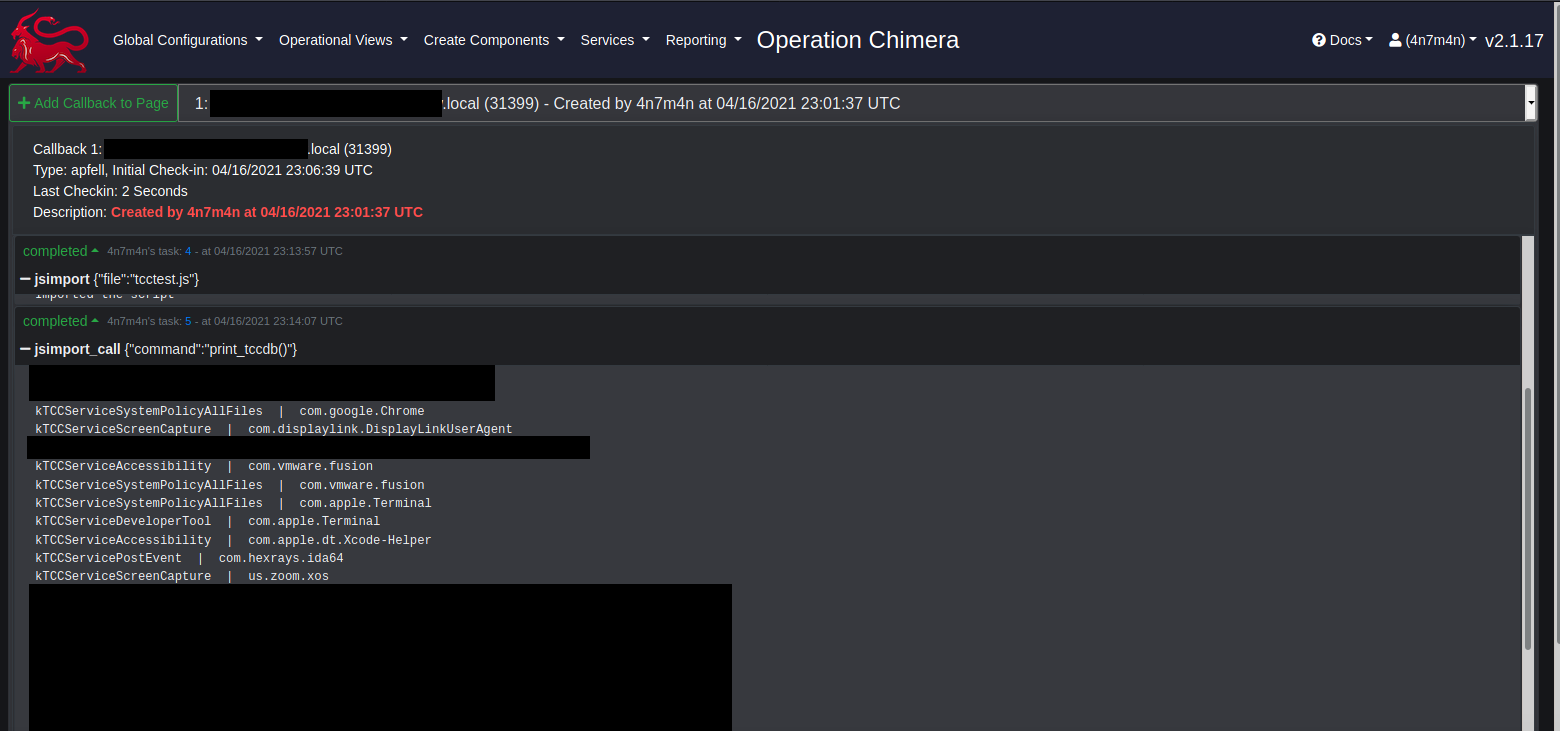 Global Configurations Operational Views Create Components Services Reporting Operation Chimera Docs (4n7m4n) v2.1.17
+ Add Callback to Page 1: .local (31399) - Created by 4n7m4n at 04/16/2021 23:01:37 UTC
Callback 1: .local (31399)
Type: apfell, Initial Check-in: 04/16/2021 23:06:39 UTC
Last Checkin: 2 Seconds
Description: Created by 4n7m4n at 04/16/2021 23:01:37 UTC
completed 4n7m4n's task: 4 - at 04/16/2021 23:13:57 UTC
jsimport {"file":"tcctest.js"}
Imported the script
completed 4n7m4n's task: 5 - at 04/16/2021 23:14:07 UTC
jsimport_call {"command":"print_tccdb()"}
kTCCServiceSystemPolicyAllFiles | com.google.Chrome
kTCCServiceScreenCapture | com.displaylink.DisplayLinkUserAgent
kTCCServiceAccessibility | com.vmware.fusion
kTCCServiceSystemPolicyAllFiles | com.vmware.fusion
kTCCServiceSystemPolicyAllFiles | com.apple.Terminal
kTCCServiceDeveloperTool | com.apple.Terminal
kTCCServiceAccessibility | com.apple.dt.Xcode-Helper
kTCCServicePostEvent | com.hexrays.ida64
kTCCServiceScreenCapture | us.zoom.xos